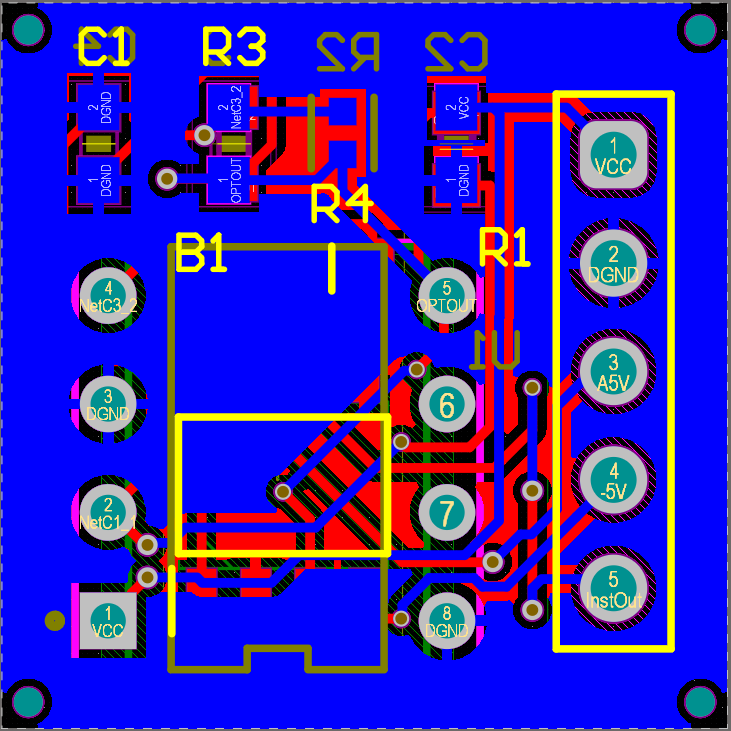 C1
R3
R2
C2
2
DGND
1
DGND
2
NetC3_2
1
OPTOUT
2
VCC
1
DGND
R4
B1
R1
U1
4
NetC3_2
3
DGND
2
NetC1_1
1
VCC
5
OPTOUT
6
7
8
DGND
1
VCC
2
DGND
3
A5V
4
-5V
5
InstOut